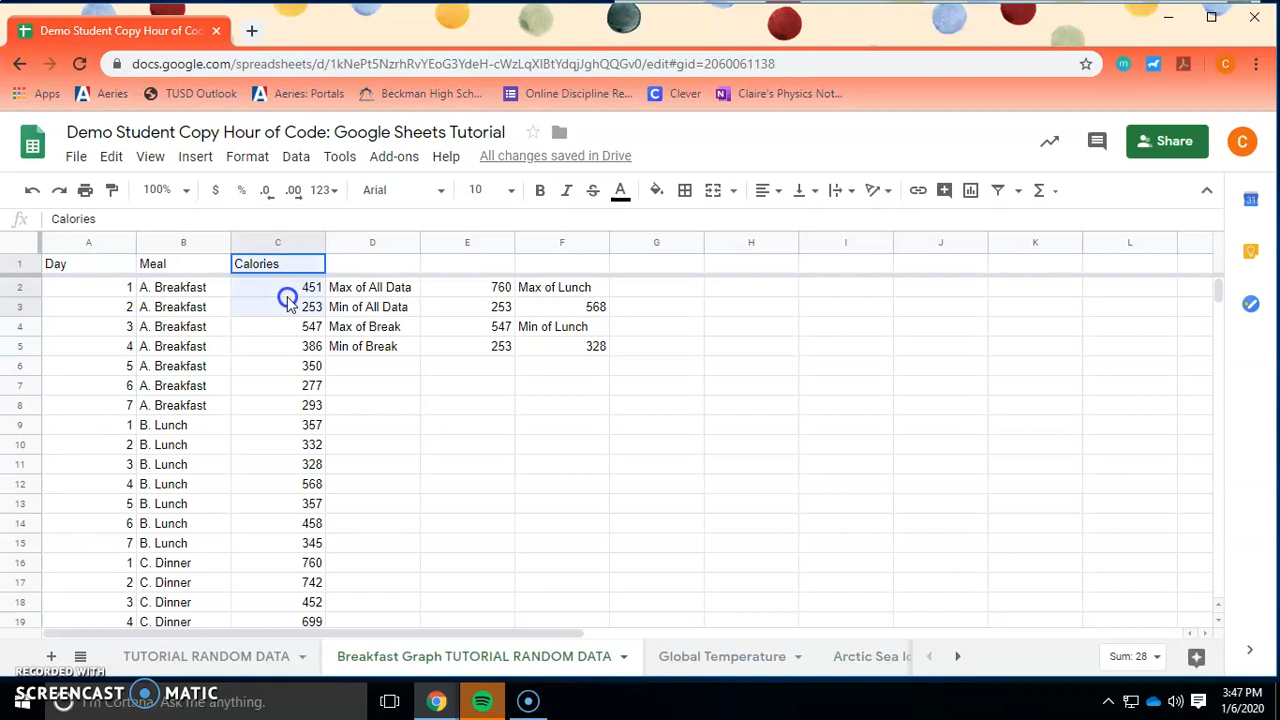 Demo Student Copy Hour of Co
docs.google.com/spreadsheets/d/1kNePt5NzrhRvYEoG3YdeH-cWzLqXIBtYdqjJghQQGv0/edit#gid=2060061138
C
Apps Aeries TUSD Outlook Aeries: Portals Beckman High Sch... Online Discipline Re... Clever Claire's Physics Not...
Demo Student Copy Hour of Code: Google Sheets Tutorial
Share
C
File Edit View Insert Format Data Tools Add-ons Help All changes saved in Drive
100% $ % .0 .00 123 Arial 10 B I S A Σ
31
fx Calories
A B C D E F G H I J K L
1 Day Meal Calories
2 1 A. Breakfast 451 Max of All Data 760 Max of Lunch
3 2 A. Breakfast 253 Min of All Data 253 568
4 3 A. Breakfast 547 Max of Break 547 Min of Lunch
5 4 A. Breakfast 386 Min of Break 253 328
6 5 A. Breakfast 350
7 6 A. Breakfast 277
8 7 A. Breakfast 293
9 1 B. Lunch 357
10 2 B. Lunch 332
11 3 B. Lunch 328
12 4 B. Lunch 568
13 5 B. Lunch 357
14 6 B. Lunch 458
15 7 B. Lunch 345
16 1 C. Dinner 760
17 2 C. Dinner 742
18 3 C. Dinner 452
19 4 C. Dinner 699
TUTORIAL RANDOM DATA Breakfast Graph TUTORIAL RANDOM DATA Global Temperature Arctic Sea Ic Sum: 28
RECORDED WITH
SCREENCAST MATIC
I'm Cortana. Ask me anything.
3:47 PM
1/6/2020